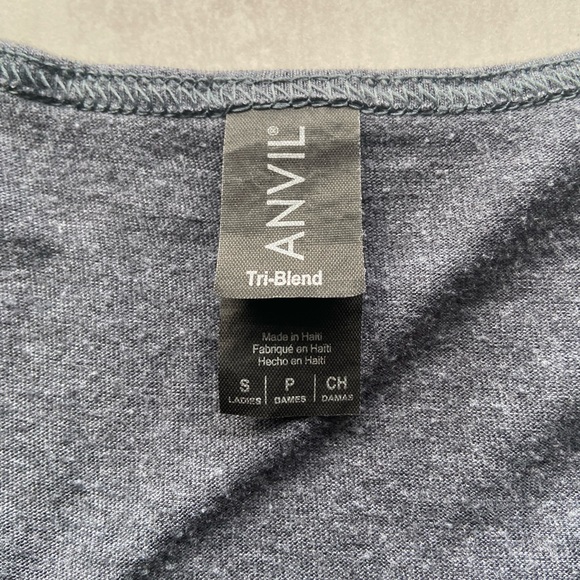 ANVIL®
Tri-Blend
Made in Haiti
Fabriqué en Haïti
Hecho en Haití
S | P | CH
LADIES | DAMES | DAMAS